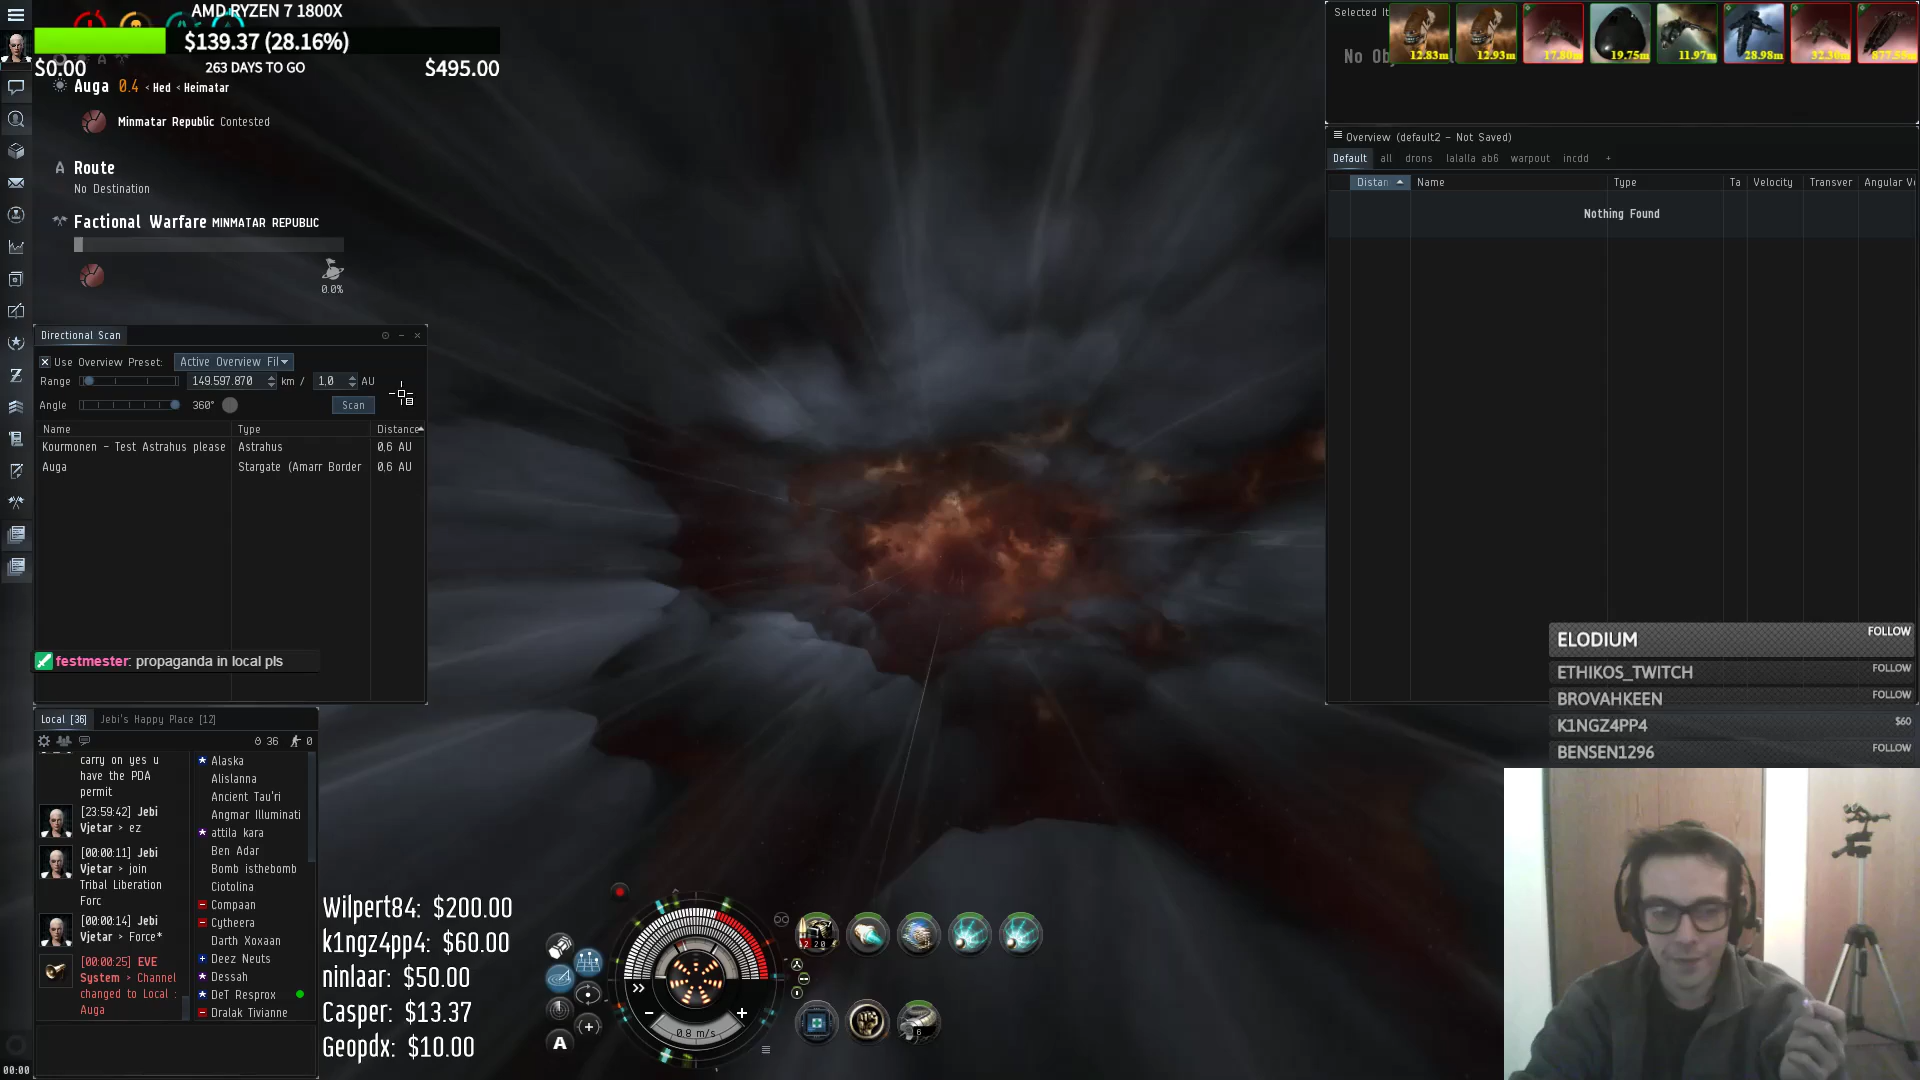 AMD RYZEN 7 1800X
$139.37 (28.16%)
$0.00
263 DAYS TO GO
$495.00
Auga 0.4 < Hed < Heimatar
Minmatar Republic Contested
Route
No Destination
Factional Warfare MINMATAR REPUBLIC
0.0%
Directional Scan
Use Overview Preset: Active Overview Fil
Range 149.597.870 km / 1,0 AU
Angle 360° Scan
Name Type Distance
Kourmonen - Test Astrahus please Astrahus 0,6 AU
Auga Stargate (Amarr Border 0,6 AU
festmester: propaganda in local pls
Local [36] Jebi's Happy Place [12]
36 0
carry on yes u
have the PDA
permit
[23:59:42] Jebi
Vjetar > ez
[00:00:11] Jebi
Vjetar > join
Tribal Liberation
Forc
[00:00:14] Jebi
Vjetar > Force*
[00:00:25] EVE
System > Channel
changed to Local :
Auga
Alaska
Alislanna
Ancient Tau'ri
Angmar Illuminati
attila kara
Ben Adar
Bomb isthebomb
Ciotolina
Compaan
Cytheera
Darth Xoxaan
Deez Neuts
Dessah
DeT Resprox
Dralak Tivianne
00:00
Wilpert84: $200.00
k1ngz4pp4: $60.00
ninlaar: $50.00
Casper: $13.37
Geopdx: $10.00
0.8 m/s
A
20
6
Selected It
No Obj
12.83m 12.93m 17.80m 19.75m 11.97m 28.98m 32.30m 877.55m
Overview (default2 - Not Saved)
Default all drons lalalla ab6 warpout incdd +
Distan Name Type Ta Velocity Transver Angular Ve
Nothing Found
ELODIUM FOLLOW
ETHIKOS_TWITCH FOLLOW
BROVAHKEEN FOLLOW
K1NGZ4PP4 $60
BENSEN1296 FOLLOW